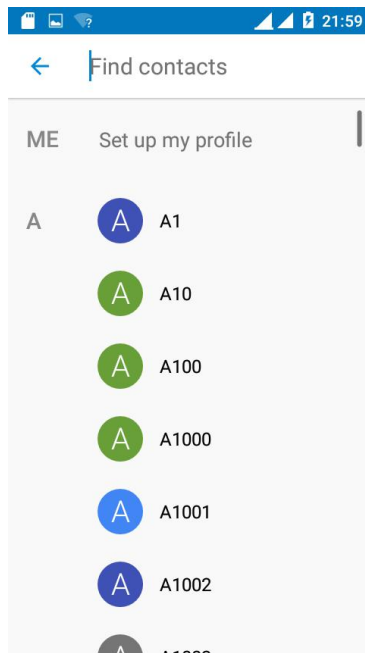 21:59
Find contacts
ME Set up my profile
A A A1
A A10
A A100
A A1000
A A1001
A A1002